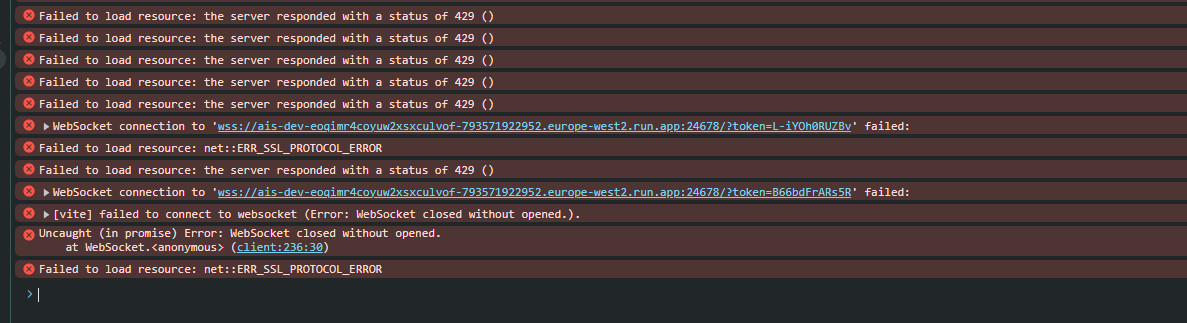 Failed to load resource: the server responded with a status of 429 ()
Failed to load resource: the server responded with a status of 429 ()
Failed to load resource: the server responded with a status of 429 ()
Failed to load resource: the server responded with a status of 429 ()
Failed to load resource: the server responded with a status of 429 ()
WebSocket connection to 'wss://ais-dev-eoqimr4coyuw2xsxculvof-793571922952.europe-west2.run.app:24678/?token=L-iYOh0RUZBv' failed:
Failed to load resource: net::ERR_SSL_PROTOCOL_ERROR
Failed to load resource: the server responded with a status of 429 ()
WebSocket connection to 'wss://ais-dev-eoqimr4coyuw2xsxculvof-793571922952.europe-west2.run.app:24678/?token=B66bdFrARs5R' failed:
[vite] failed to connect to websocket (Error: WebSocket closed without opened.).
Uncaught (in promise) Error: WebSocket closed without opened.
at WebSocket.<anonymous> (client:236:30)
Failed to load resource: net::ERR_SSL_PROTOCOL_ERROR